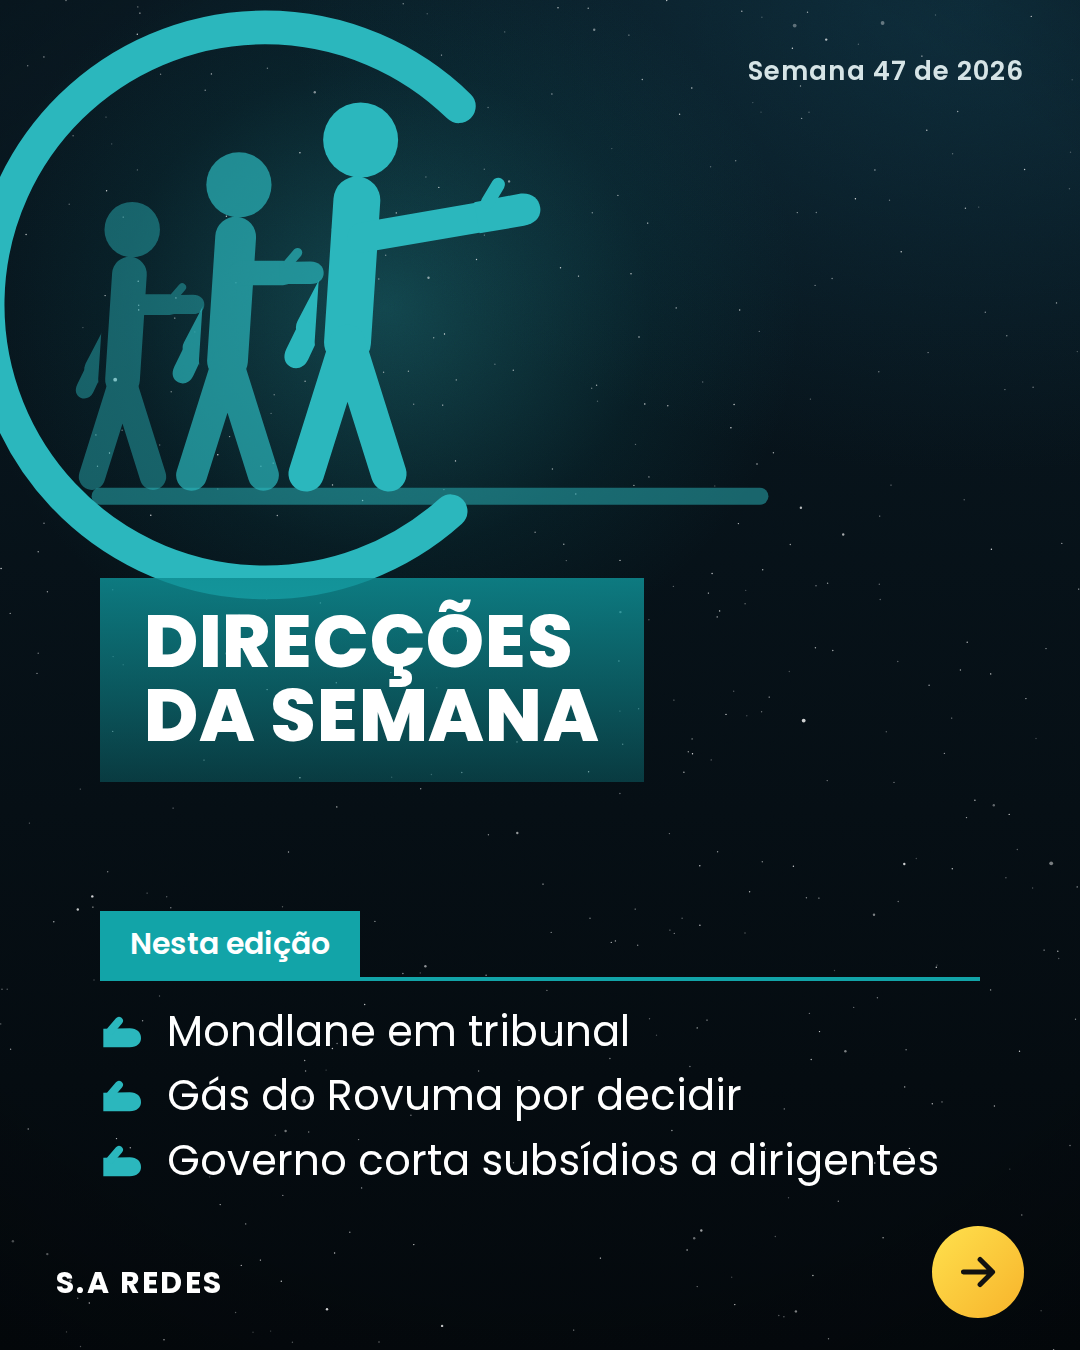 Semana 47 de 2026
DIRECÇÕES
DA SEMANA
Nesta edição
Mondlane em tribunal
Gás do Rovuma por decidir
Governo corta subsídios a dirigentes
S.A REDES